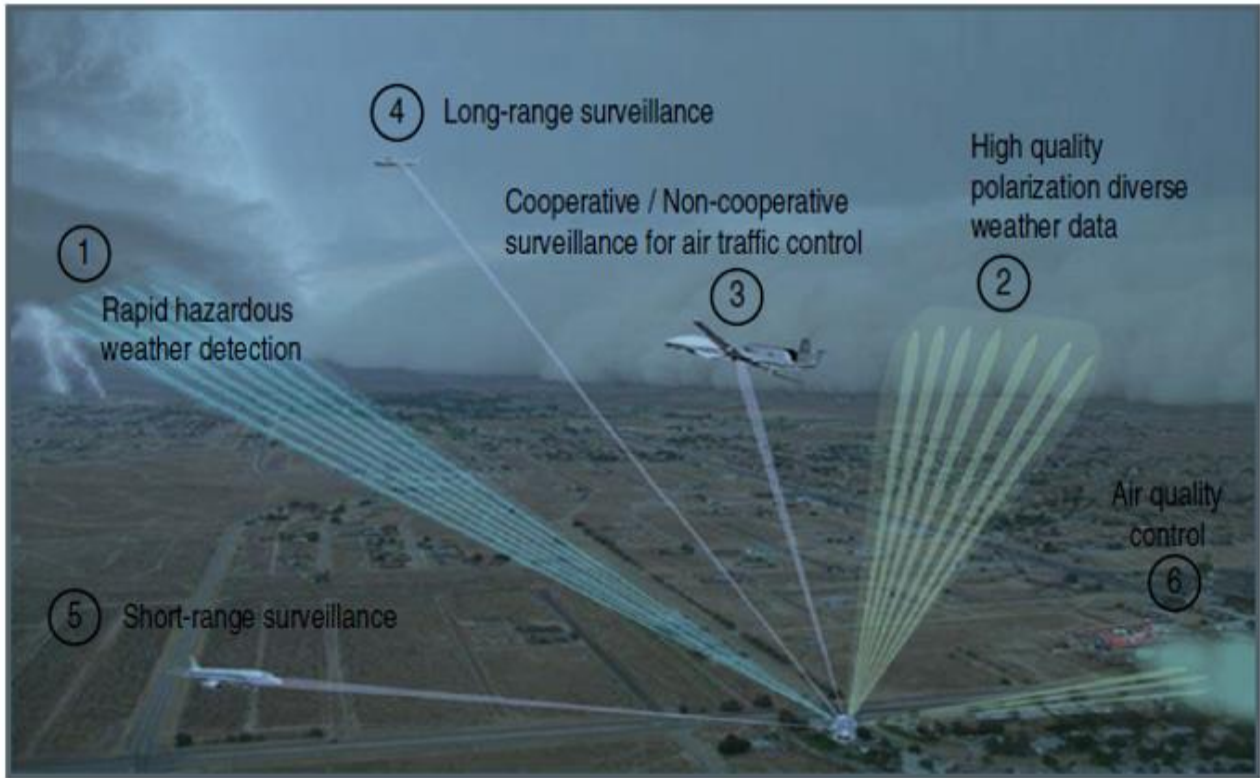 4 Long-range surveillance
High quality
polarization diverse
weather data
2
Cooperative / Non-cooperative
surveillance for air traffic control
3
1
Rapid hazardous
weather detection
Air quality
control
6
5 Short-range surveillance